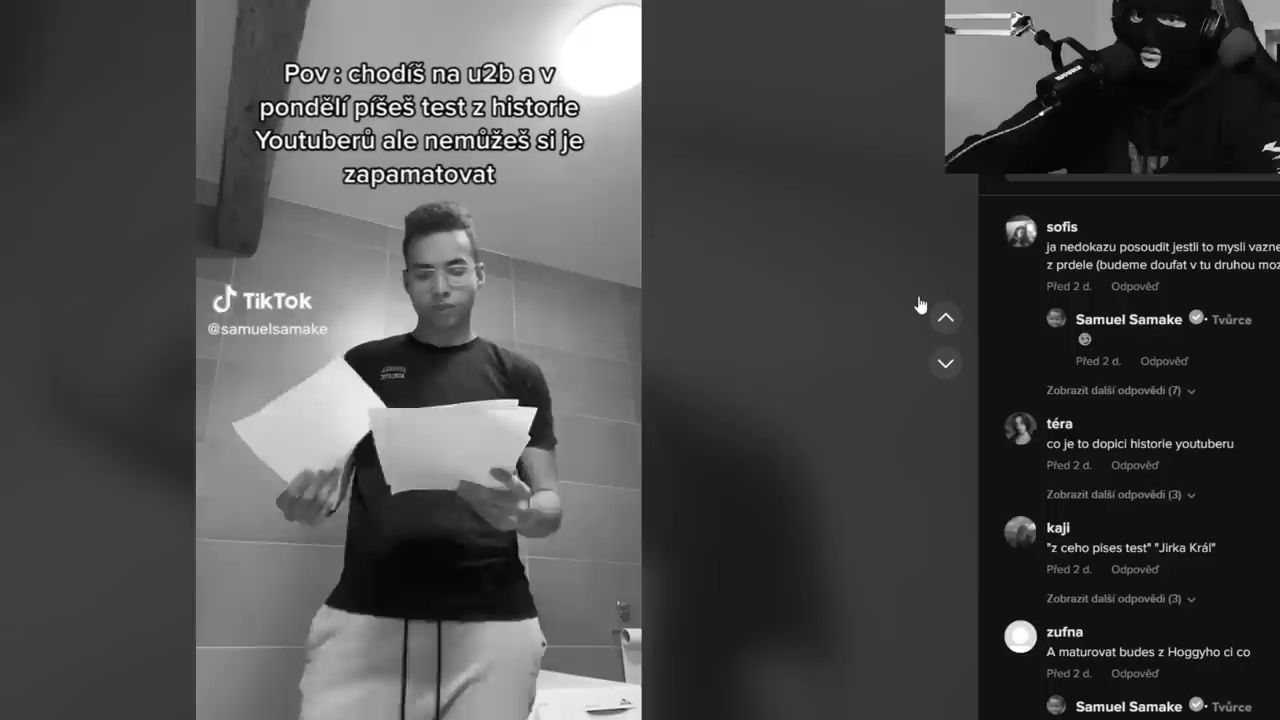 Pov : chodíš na u2b a v
pondělí píšeš test z historie
Youtuberů ale nemůžeš si je
zapamatovat
TikTok
@samuelsamake
sofis
ja nedokazu posoudit jestli to mysli vazne
z prdele (budeme doufat v tu druhou moz
Před 2 d. Odpověď
Samuel Samake · Tvůrce
Před 2 d. Odpověď
Zobrazit další odpovědi (7)
téra
co je to dopici historie youtuberu
Před 2 d. Odpověď
Zobrazit další odpovědi (3)
kaji
"z ceho pises test" "Jirka Král"
Před 2 d. Odpověď
Zobrazit další odpovědi (3)
zufna
A maturovat budes z Hoggyho ci co
Před 2 d. Odpověď
Samuel Samake · Tvůrce